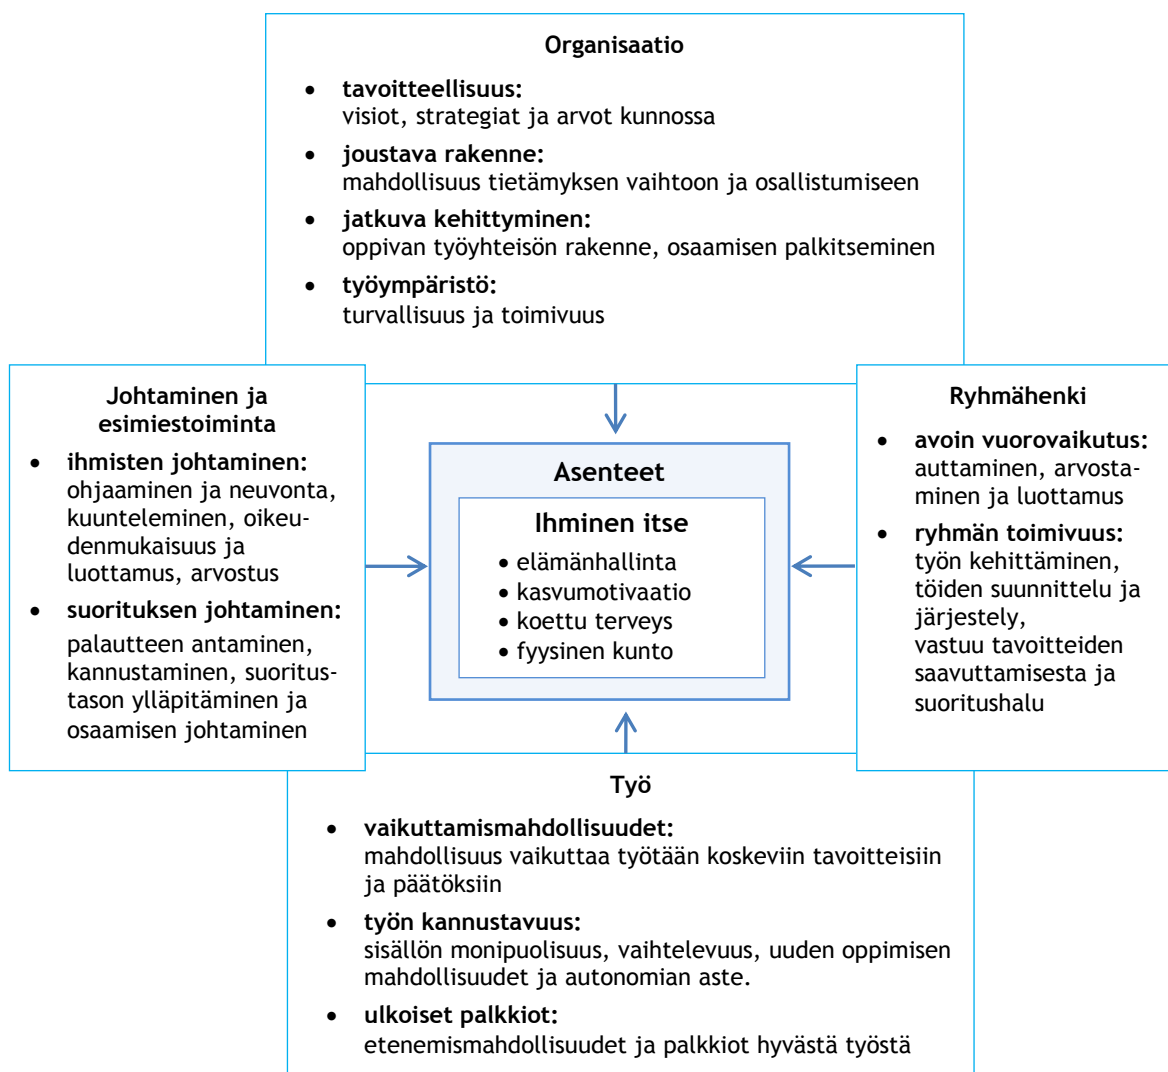 Organisaatio
• tavoitteellisuus:
visiot, strategiat ja arvot kunnossa
• joustava rakenne:
mahdollisuus tietämyksen vaihtoon ja osallistumiseen
• jatkuva kehittyminen:
oppivan työyhteisön rakenne, osaamisen palkitseminen
• työympäristö:
turvallisuus ja toimivuus
Johtaminen ja
esimiestoiminta
• ihmisten johtaminen:
ohjaaminen ja neuvonta,
kuunteleminen, oikeu-
denmukaisuus ja
luottamus, arvostus
• suorituksen johtaminen:
palautteen antaminen,
kannustaminen, suoritus-
tason ylläpitäminen ja
osaamisen johtaminen
Asenteet
Ihminen itse
• elämänhallinta
• kasvumotivaatio
• koettu terveys
• fyysinen kunto
Ryhmähenki
• avoin vuorovaikutus:
auttaminen, arvosta-
minen ja luottamus
• ryhmän toimivuus:
työn kehittäminen,
töiden suunnittelu ja
järjestely,
vastuu tavoitteiden
saavuttamisesta ja
suoritushalu
Työ
• vaikuttamismahdollisuudet:
mahdollisuus vaikuttaa työtään koskeviin tavoitteisiin
ja päätöksiin
• työn kannustavuus:
sisällön monipuolisuus, vaihtelevuus, uuden oppimisen
mahdollisuudet ja autonomian aste.
• ulkoiset palkkiot:
etenemismahdollisuudet ja palkkiot hyvästä työstä